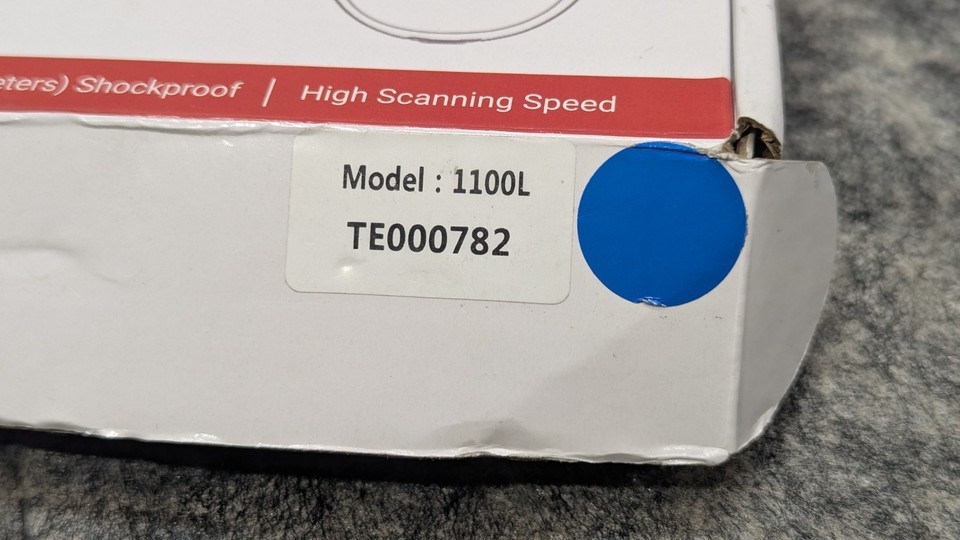 eters) Shockproof | High Scanning Speed
Model : 1100L
TE000782